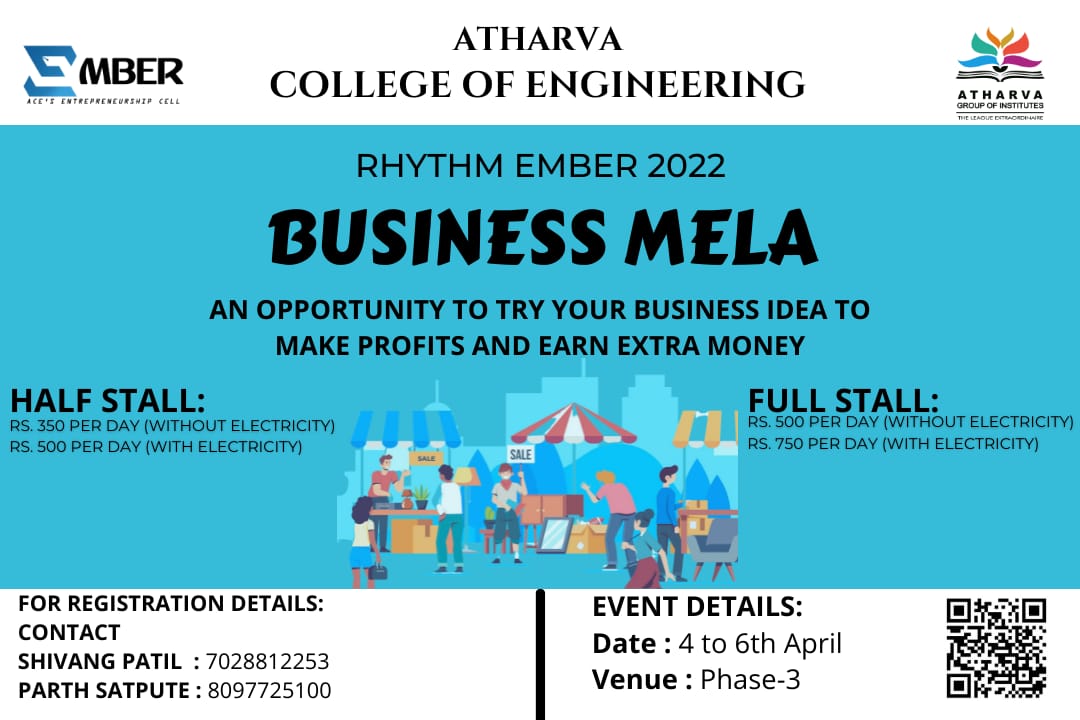 EMBER
ACE'S ENTREPRENEURSHIP CELL
ATHARVA
COLLEGE OF ENGINEERING
ATHARVA
GROUP OF INSTITUTES
THE LEAGUE EXTRAORDINAIRE
RHYTHM EMBER 2022
BUSINESS MELA
AN OPPORTUNITY TO TRY YOUR BUSINESS IDEA TO
MAKE PROFITS AND EARN EXTRA MONEY
HALF STALL:
RS. 350 PER DAY (WITHOUT ELECTRICITY)
RS. 500 PER DAY (WITH ELECTRICITY)
FULL STALL:
RS. 500 PER DAY (WITHOUT ELECTRICITY)
RS. 750 PER DAY (WITH ELECTRICITY)
SALE
SALE
FOR REGISTRATION DETAILS:
CONTACT
SHIVANG PATIL : 7028812253
PARTH SATPUTE : 8097725100
EVENT DETAILS:
Date : 4 to 6th April
Venue : Phase-3